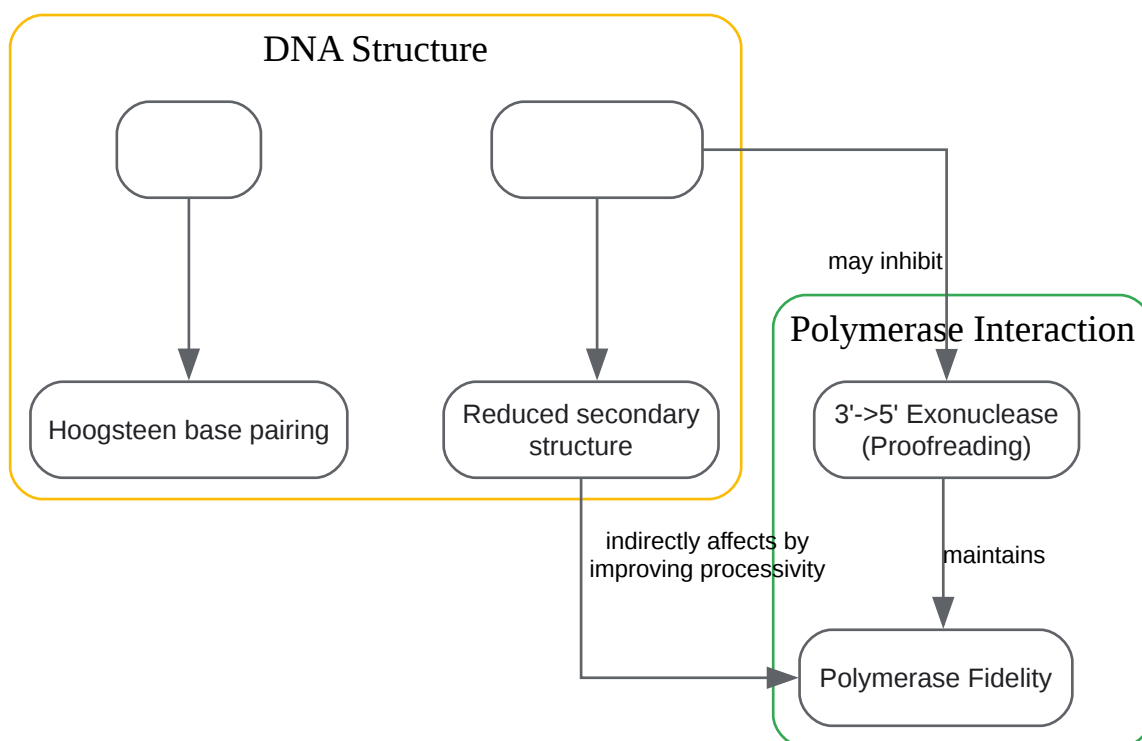 DNA Structure
may inhibit
Polymerase Interaction
Hoogsteen base pairing
Reduced secondary
structure
3'->5' Exonuclease
(Proofreading)
indirectly affects by
improving processivity
maintains
Polymerase Fidelity